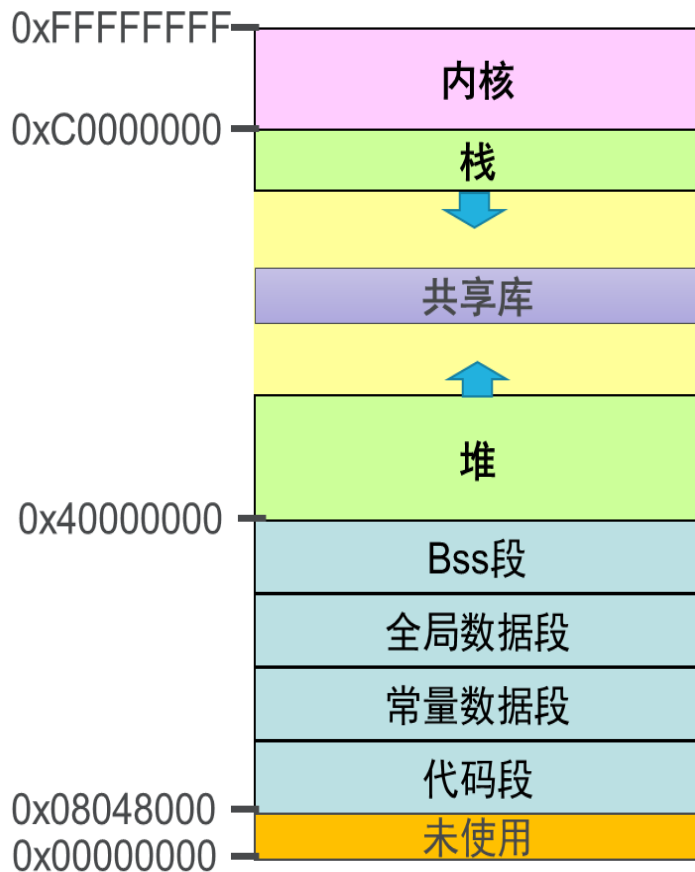 0xFFFFFFFF
内核
0xC0000000
栈
共享库
堆
0x40000000
Bss段
全局数据段
常量数据段
代码段
0x08048000
未使用
0x00000000